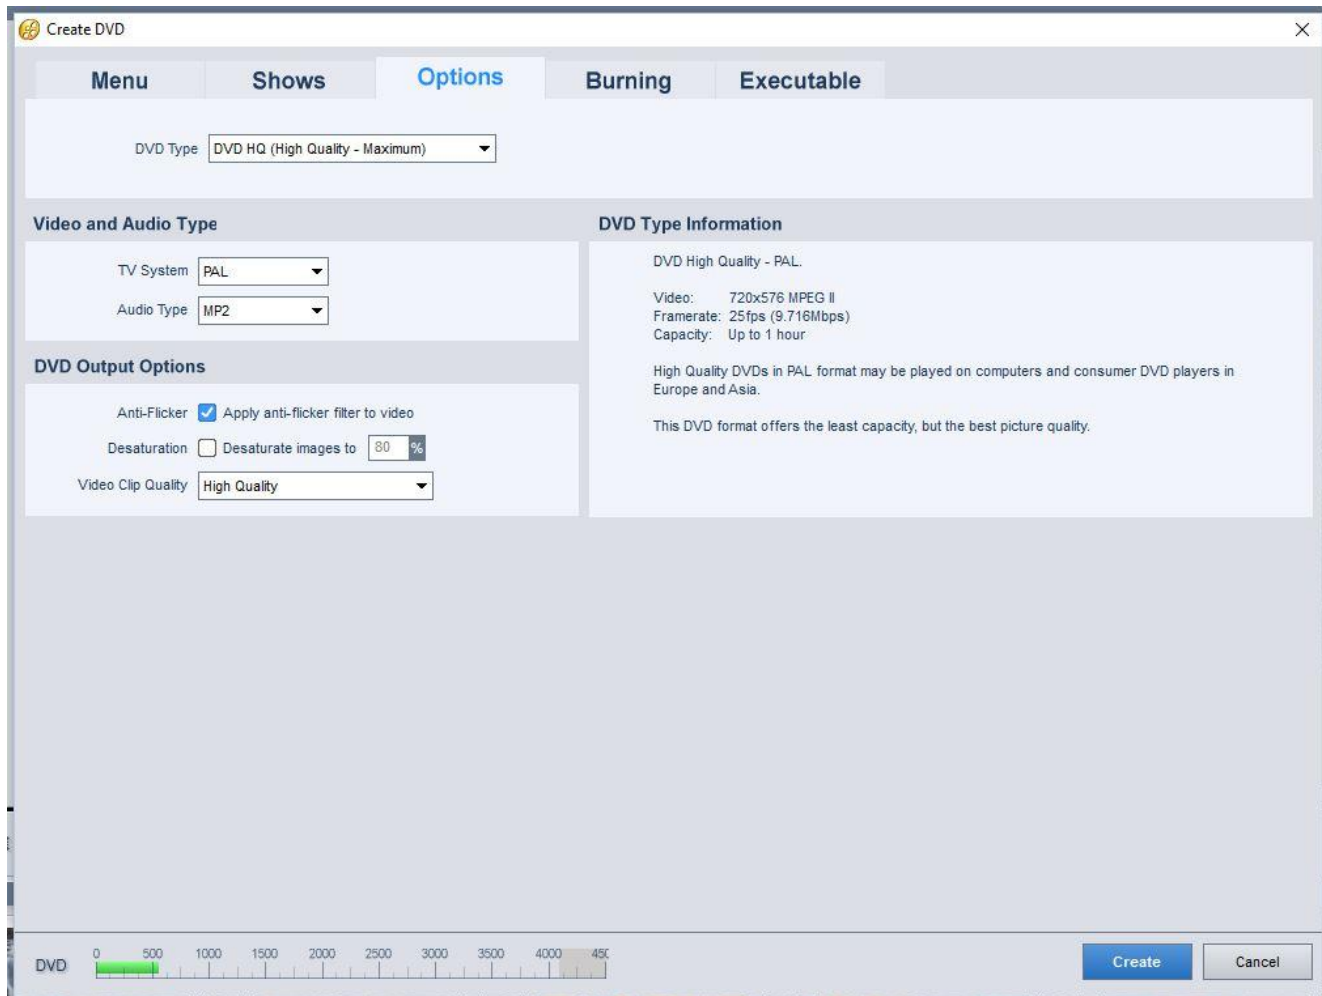 Create DVD
Menu Shows Options Burning Executable
DVD Type DVD HQ (High Quality - Maximum)
Video and Audio Type
TV System PAL
Audio Type MP2
DVD Output Options
Anti-Flicker Apply anti-flicker filter to video
Desaturation Desaturate images to 80 %
Video Clip Quality High Quality
DVD Type Information
DVD High Quality - PAL.
Video: 720x576 MPEG II
Framerate: 25fps (9.716Mbps)
Capacity: Up to 1 hour
High Quality DVDs in PAL format may be played on computers and consumer DVD players in
Europe and Asia.
This DVD format offers the least capacity, but the best picture quality.
DVD 0 500 1000 1500 2000 2500 3000 3500 4000
Create Cancel